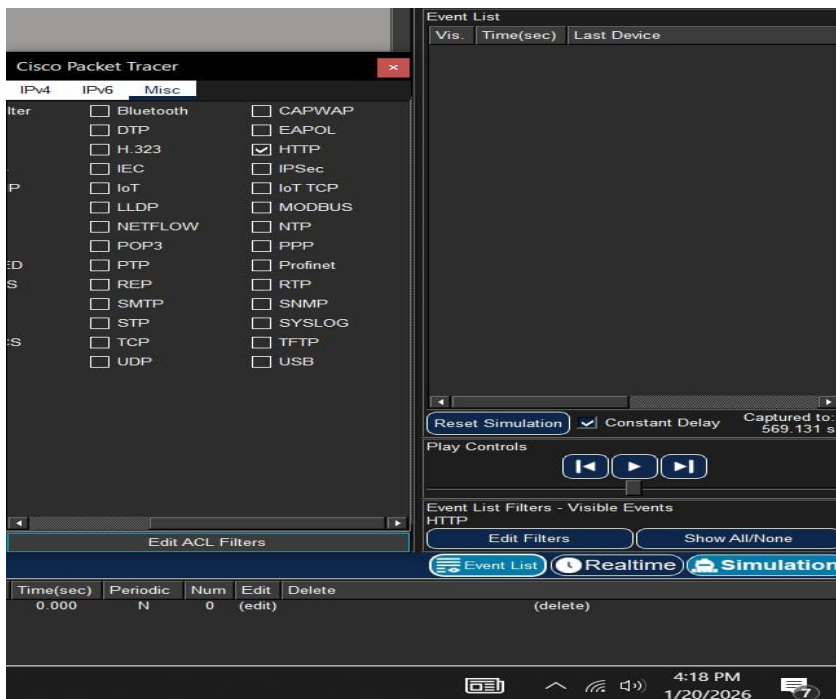 Event List
Vis. Time(sec) Last Device
Cisco Packet Tracer
IPv4 IPv6 Misc
lter Bluetooth CAPWAP
DTP EAPOL
H.323 HTTP
IEC IPSec
P IoT IoT TCP
LLDP MODBUS
NETFLOW NTP
POP3 PPP
:D PTP Profinet
S REP RTP
SMTP SNMP
STP SYSLOG
:S TCP TFTP
UDP USB
Reset Simulation Constant Delay Captured to:
569.131 s
Play Controls
Event List Filters - Visible Events
HTTP
Edit ACL Filters Edit Filters Show All/None
Event List Realtime Simulation
Time(sec) Periodic Num Edit Delete
0.000 N 0 (edit) (delete)
4:18 PM
1/20/2026 7